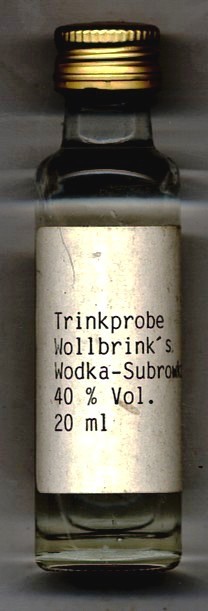 Trinkprobe
Wollbrink´s
Wodka-Subrowk
40 % Vol.
20 ml